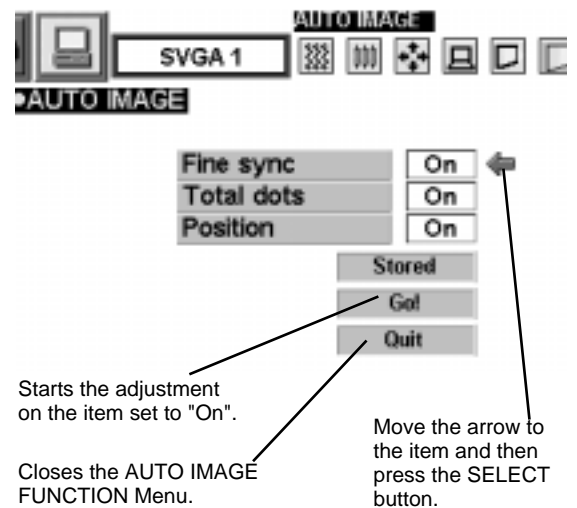 AUTO IMAGE
SVGA 1
•AUTO IMAGE
Fine sync On
Total dots On
Position On
Stored
Go!
Quit
Starts the adjustment
on the item set to "On".
Closes the AUTO IMAGE
FUNCTION Menu.
Move the arrow to
the item and then
press the SELECT
button.